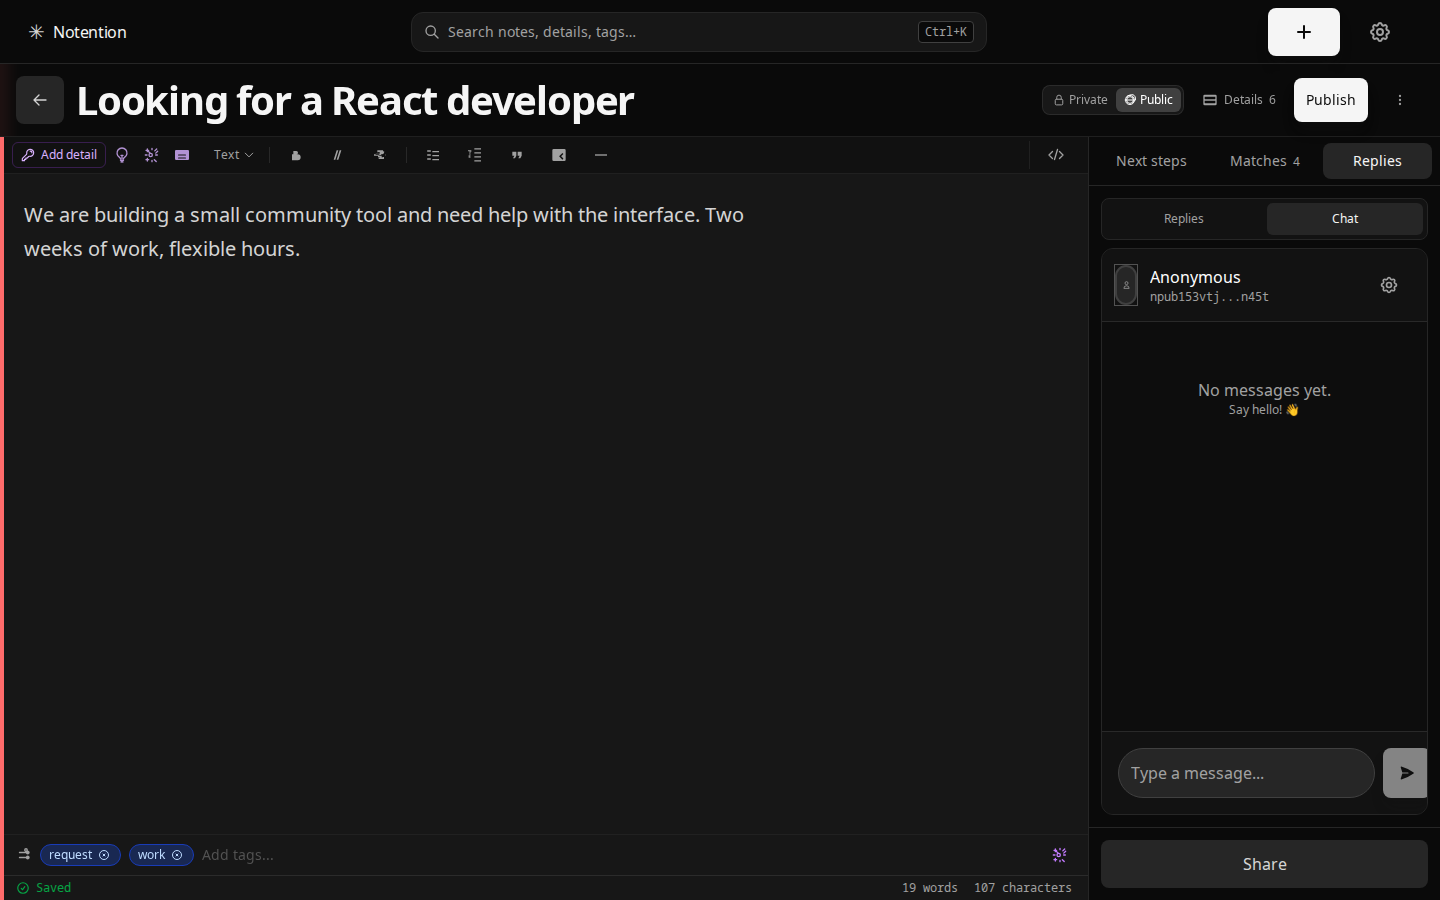 Notention
Search notes, details, tags...
Ctrl+K
Looking for a React developer
Private
Public
Details 6
Publish
Add detail
Text
Next steps
Matches 4
Replies
We are building a small community tool and need help with the interface. Two
weeks of work, flexible hours.
Replies
Chat
Anonymous
npub153vtj...n45t
No messages yet.
Say hello! 👋
Type a message...
request
work
Add tags...
Share
Saved
19 words
107 characters